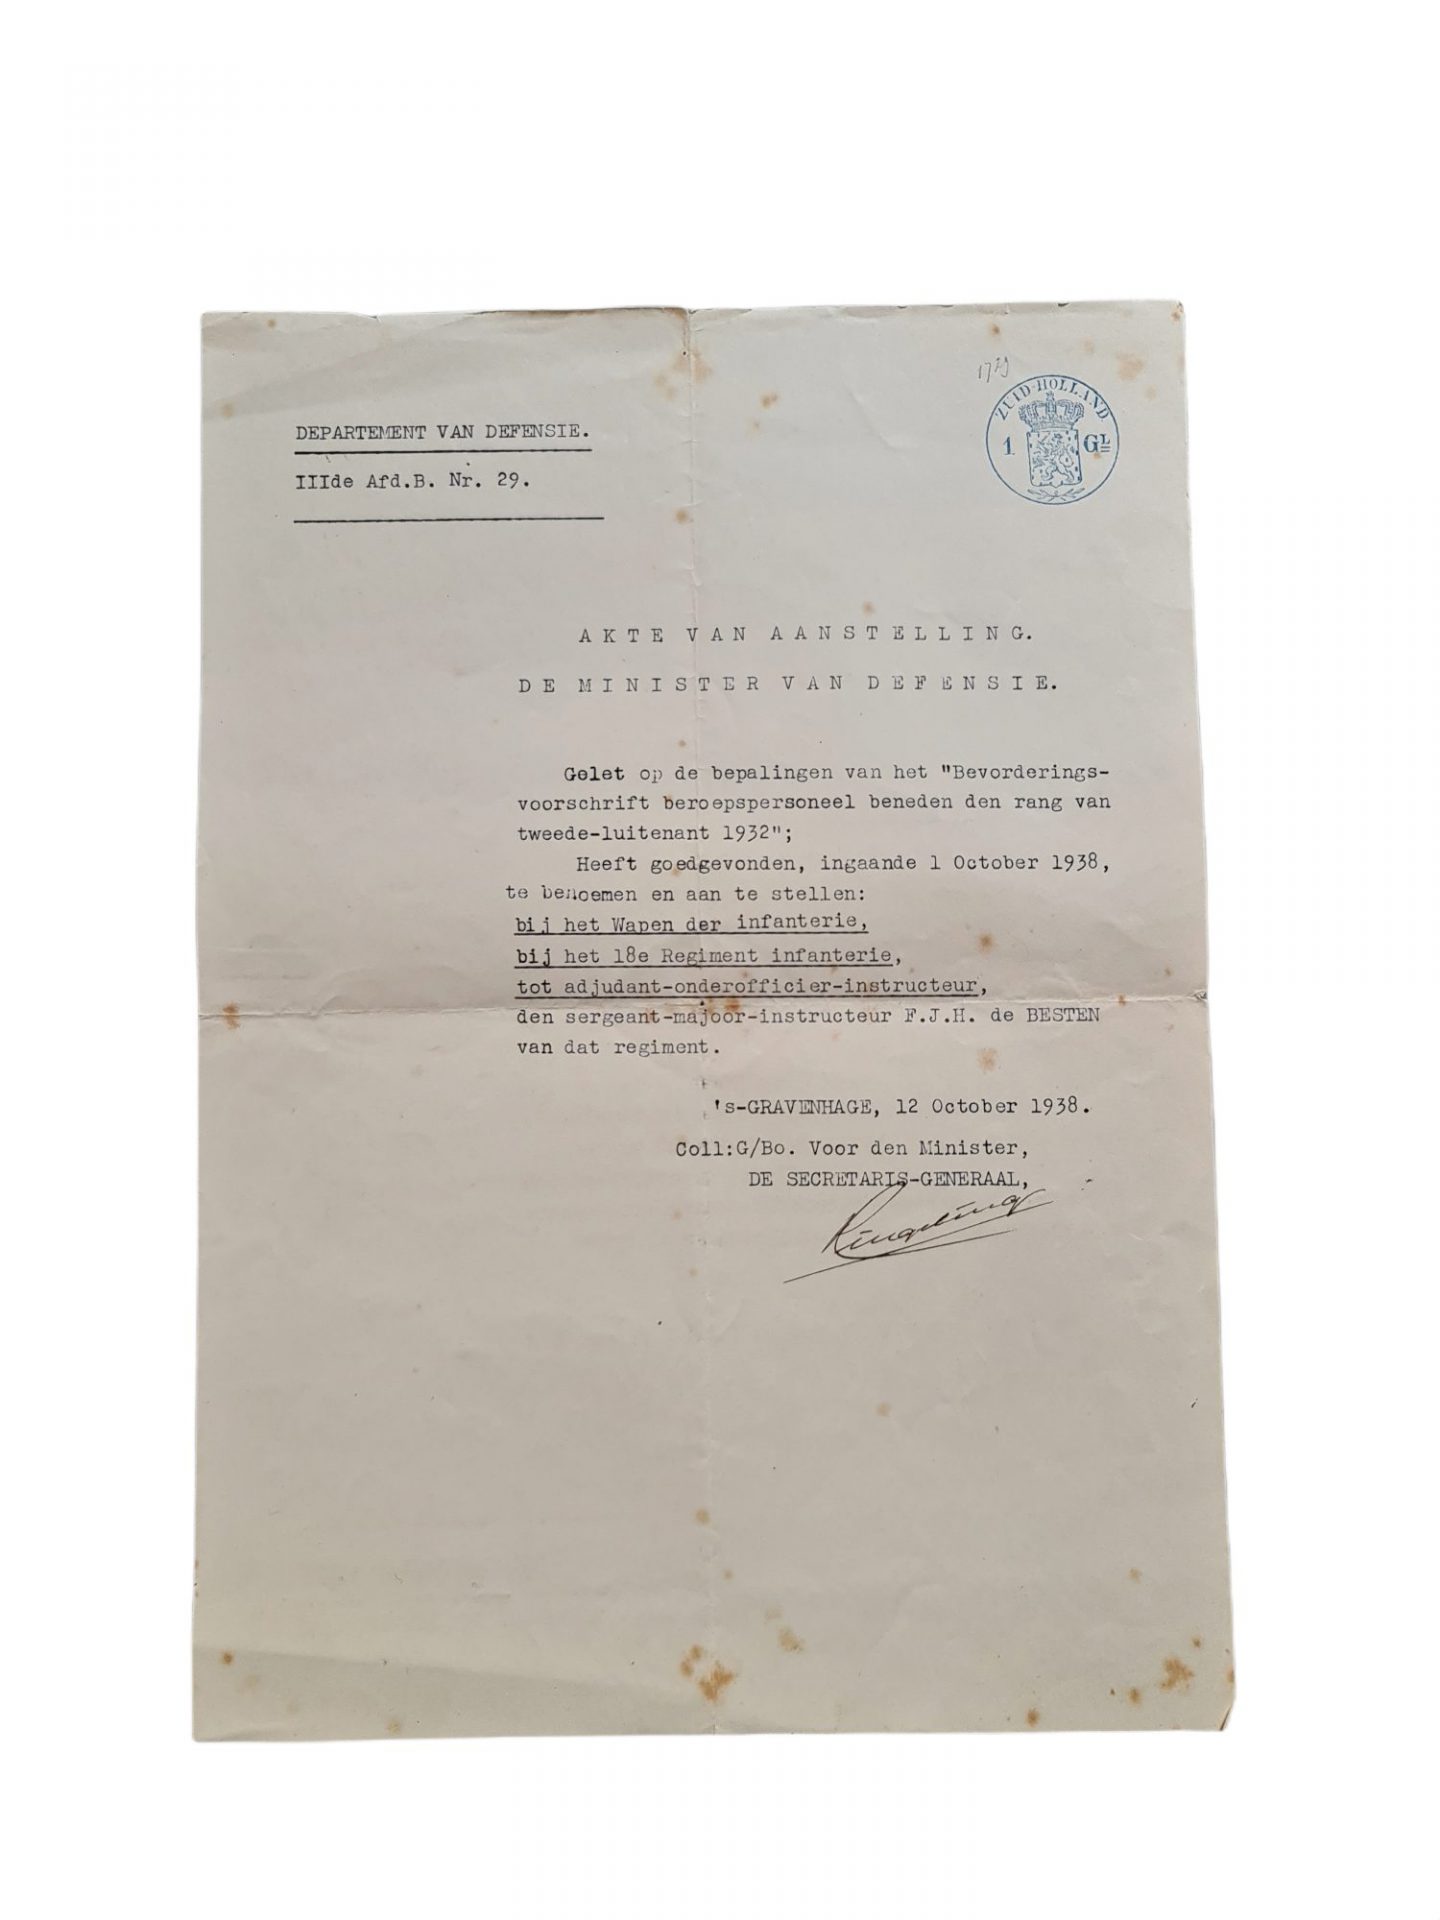 1729
ZUID-HOLLAND
1 GL
DEPARTEMENT VAN DEFENSIE.
IIIde Afd.B. Nr. 29.
AKTE VAN AANSTELLING.
DE MINISTER VAN DEFENSIE.
Gelet op de bepalingen van het "Bevorderings-
voorschrift beroepspersoneel beneden den rang van
tweede-luitenant 1932";
Heeft goedgevonden, ingaande 1 October 1938,
te benoemen en aan te stellen:
bij het Wapen der infanterie,
bij het 18e Regiment infanterie,
tot adjudant-onderofficier-instructeur,
den sergeant-majoor-instructeur F.J.H. de BESTEN
van dat regiment.
's-GRAVENHAGE, 12 October 1938.
Coll:G/Bo. Voor den Minister,
DE SECRETARIS-GENERAAL,